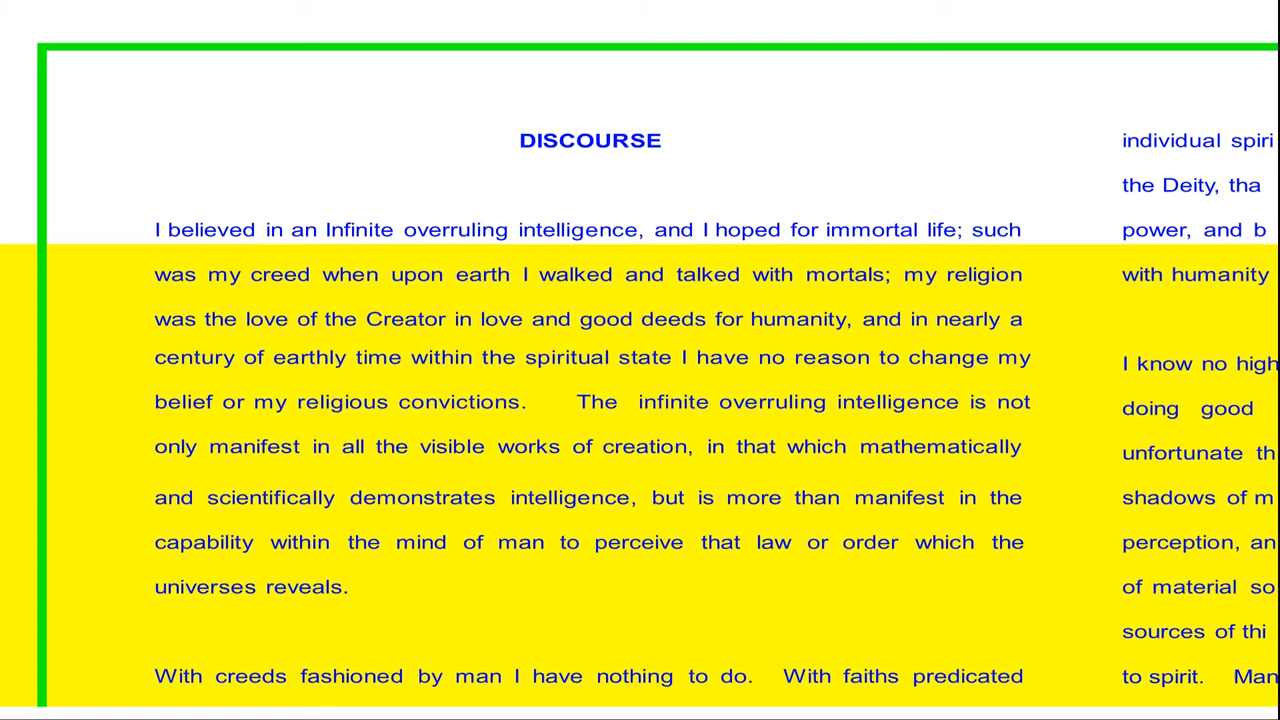 DISCOURSE
I believed in an Infinite overruling intelligence, and I hoped for immortal life; such
was my creed when upon earth I walked and talked with mortals; my religion
was the love of the Creator in love and good deeds for humanity, and in nearly a
century of earthly time within the spiritual state I have no reason to change my
belief or my religious convictions. The infinite overruling intelligence is not
only manifest in all the visible works of creation, in that which mathematically
and scientifically demonstrates intelligence, but is more than manifest in the
capability within the mind of man to perceive that law or order which the
universes reveals.
With creeds fashioned by man I have nothing to do. With faiths predicated
individual
the Deity,
power, and
with humanity
I know no
doing good
unfortunate
shadows of
perception,
of material
sources of
to spirit.